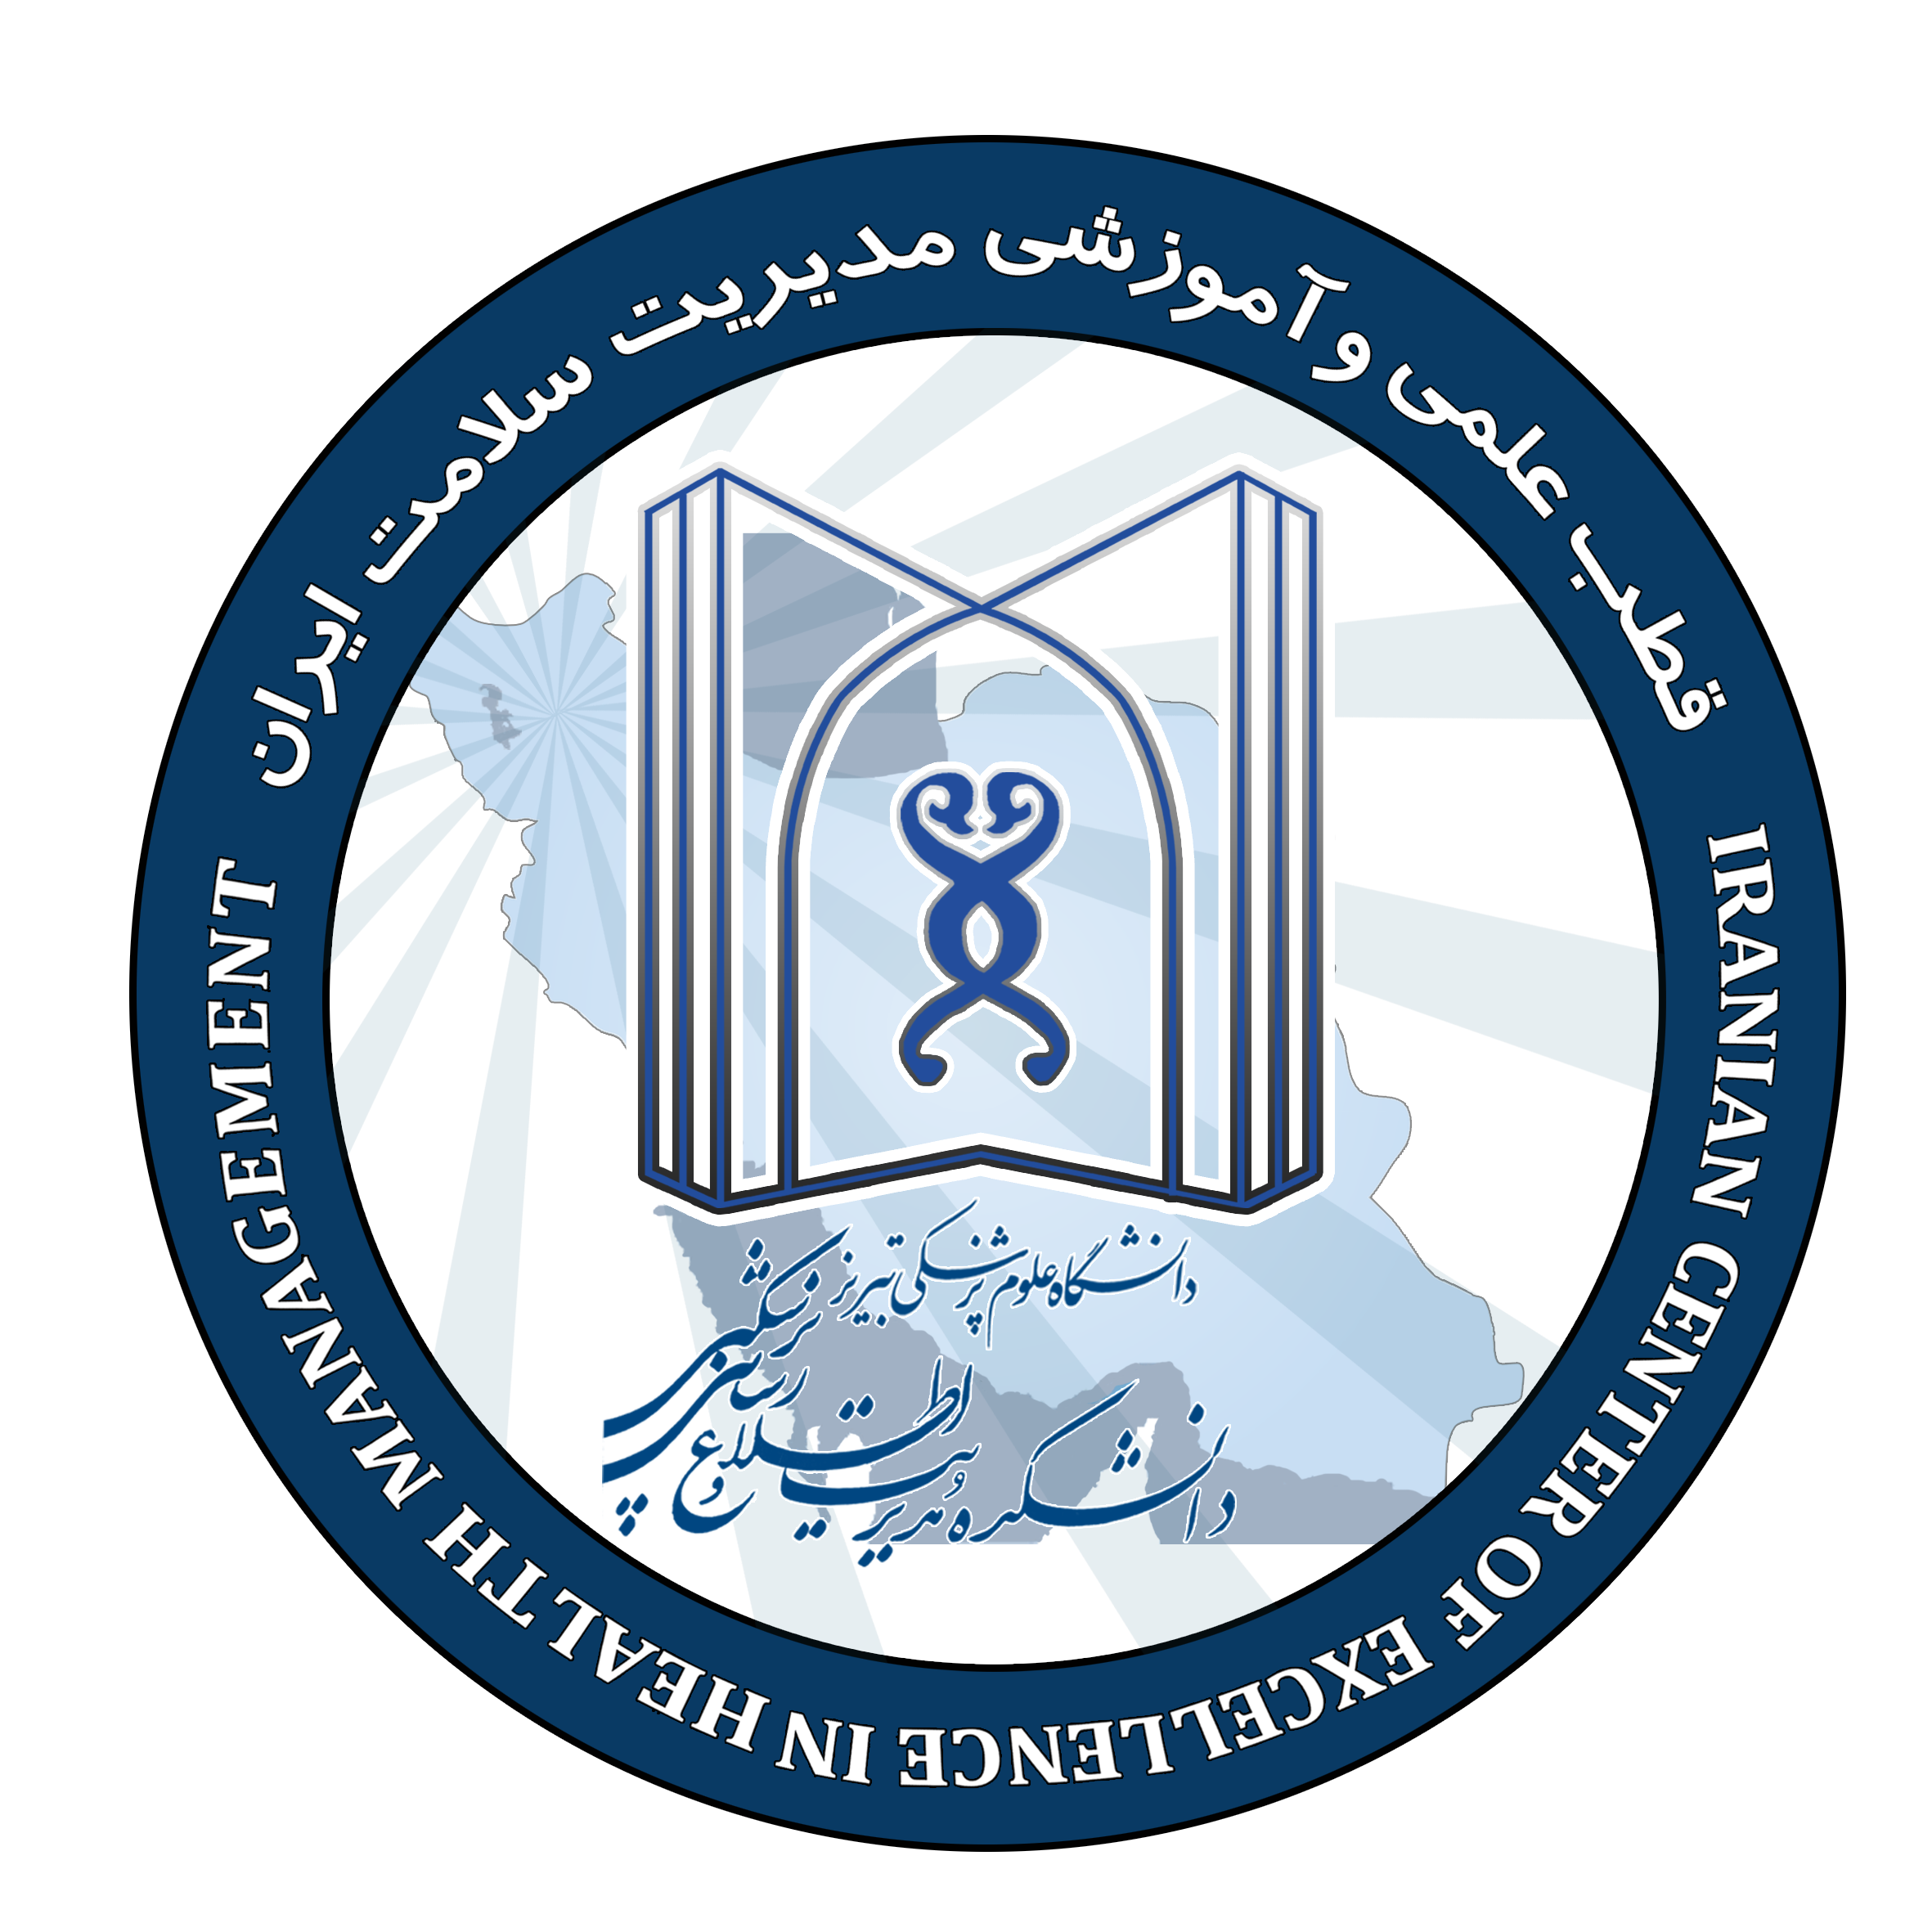 قطب علمی و آموزشی مدیریت سلامت ایران
دانشگاه علوم پزشکی تبریز
دانشکده مدیریت و اطلاع رسانی پزشکی
IRANIAN CENTER OF EXCELLENCE IN HEALTH MANAGEMENT